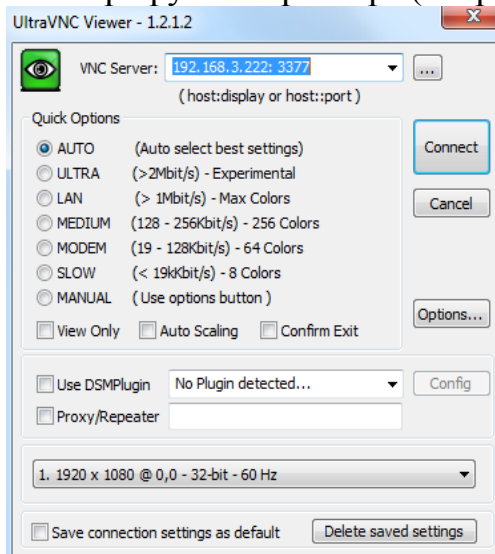 UltraVNC Viewer - 1.2.1.2
VNC Server: 192.168.3.222: 3377 ...
( host:display or host::port )
Quick Options
AUTO (Auto select best settings)
ULTRA (>2Mbit/s) - Experimental
LAN (> 1Mbit/s) - Max Colors
MEDIUM (128 - 256Kbit/s) - 256 Colors
MODEM (19 - 128Kbit/s) - 64 Colors
SLOW (< 19kKbit/s) - 8 Colors
MANUAL ( Use options button )
View Only Auto Scaling Confirm Exit
Connect
Cancel
Options...
Use DSMPlugin No Plugin detected... Config
Proxy/Repeater
1. 1920 x 1080 @ 0,0 - 32-bit - 60 Hz
Save connection settings as default Delete saved settings